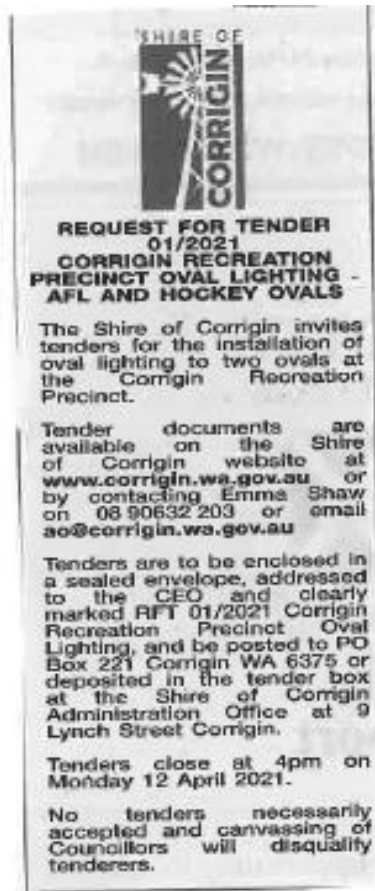 SHIRE OF
CORRIGIN
REQUEST FOR TENDER
01/2021
CORRIGIN RECREATION
PRECINCT OVAL LIGHTING -
AFL AND HOCKEY OVALS
The Shire of Corrigin invites
tenders for the installation of
oval lighting to two ovals at
the Corrigin Recreation
Precinct.
Tender documents are
available on the Shire
of Corrigin website at
www.corrigin.wa.gov.au or
by contacting Emma Shaw
on 08 90632 203 or email
ao@corrigin.wa.gov.au
Tenders are to be enclosed in
a sealed envelope, addressed
to the CEO and clearly
marked RFT 01/2021 Corrigin
Recreation Precinct Oval
Lighting, and be posted to PO
Box 221 Corrigin WA 6375 or
deposited in the tender box
at the Shire of Corrigin
Administration Office at 9
Lynch Street Corrigin.
Tenders close at 4pm on
Monday 12 April 2021.
No tenders necessarily
accepted and canvassing of
Councillors will disqualify
tenderers.